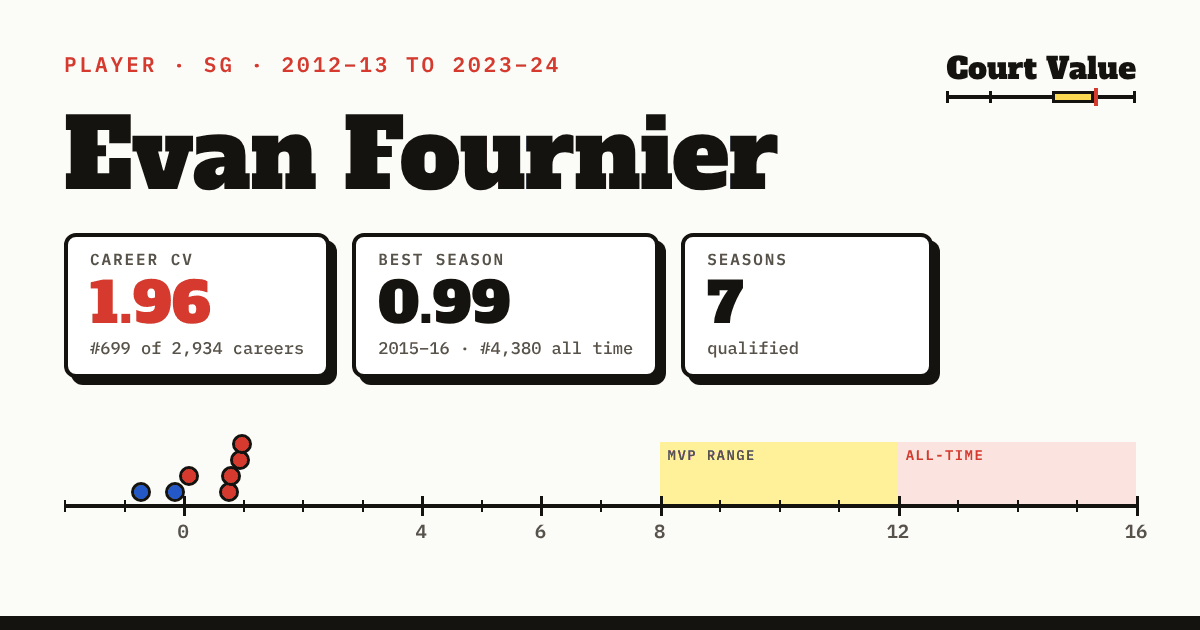 PLAYER · SG · 2012–13 TO 2023–24
Court Value
Evan Fournier
CAREER CV
1.96
#699 of 2,934 careers
BEST SEASON
0.99
2015–16 · #4,380 all time
SEASONS
7
qualified
MVP RANGE
ALL-TIME
0 4 6 8 12 16